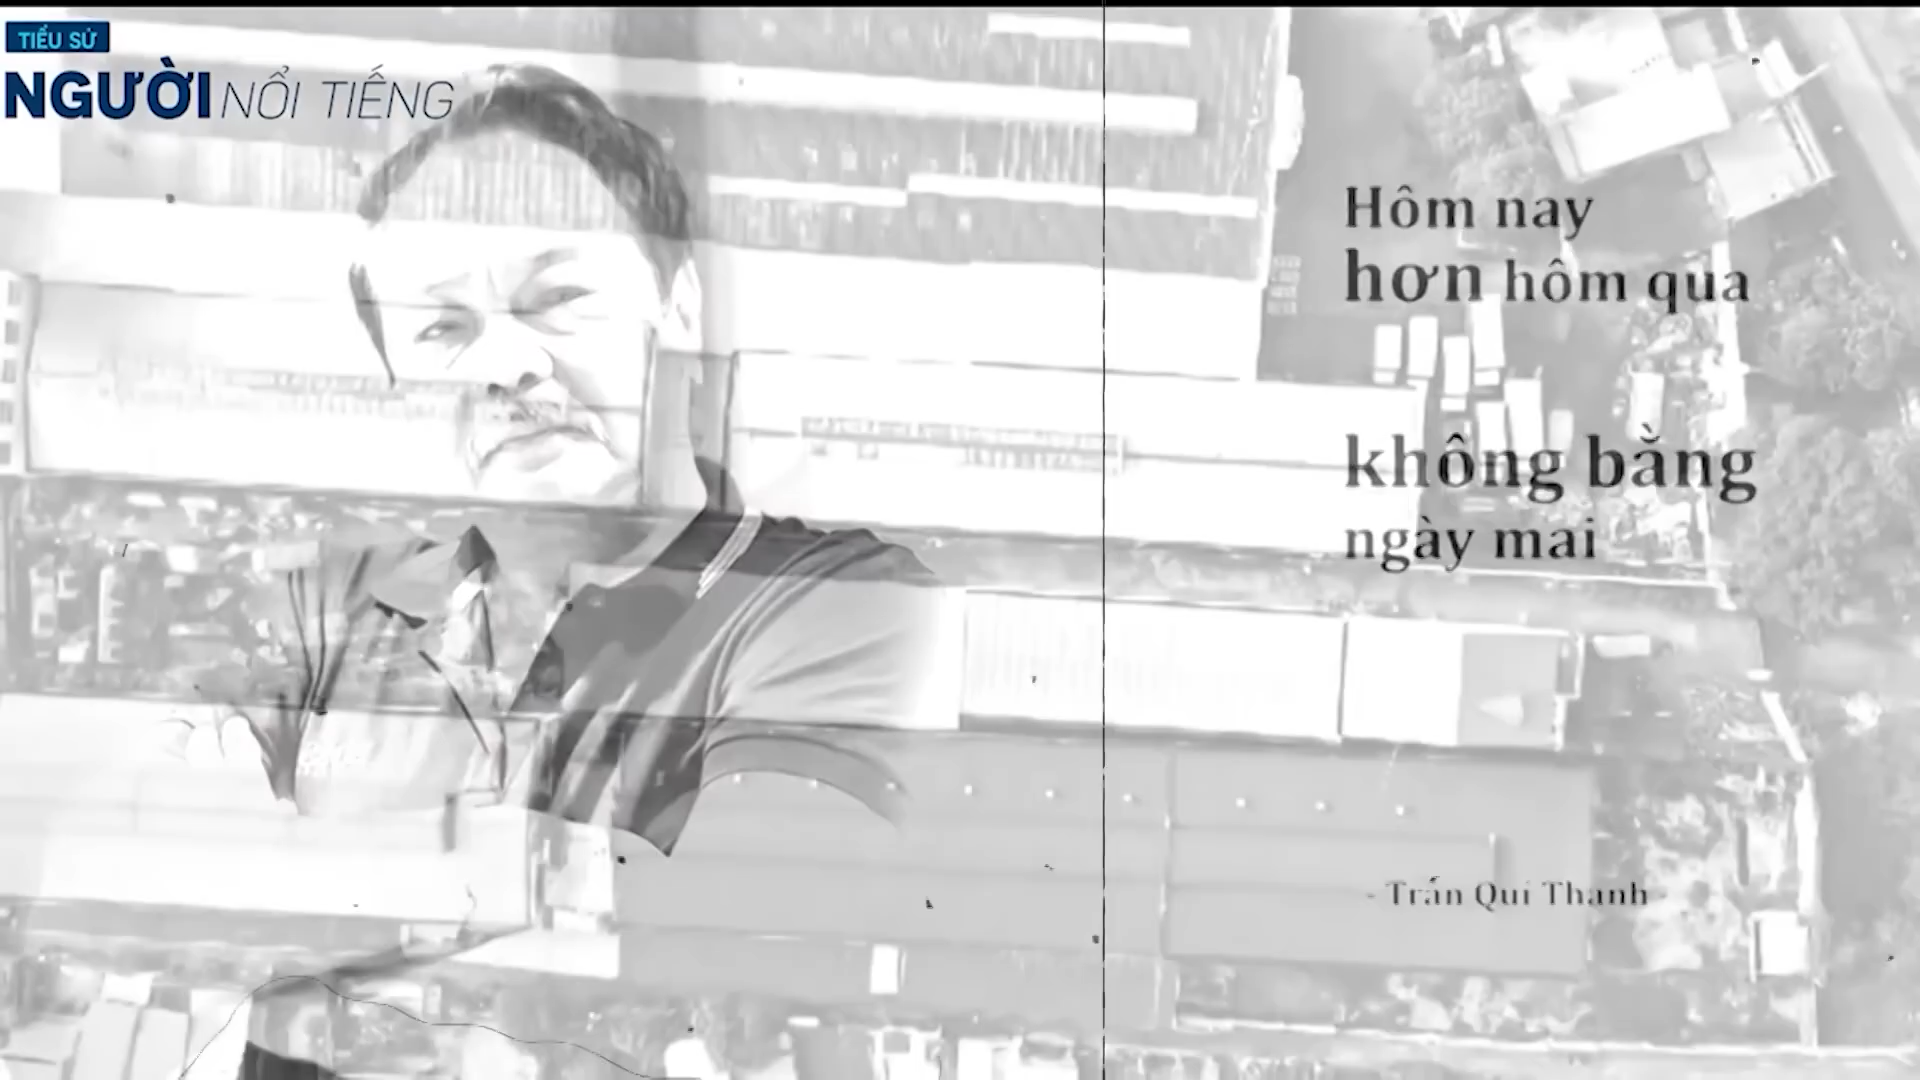 TIỂU SỬ
NGƯỜI NỔI TIẾNG
Hôm nay
hơn hôm qua
không bằng
ngày mai
- Trần Quí Thanh -